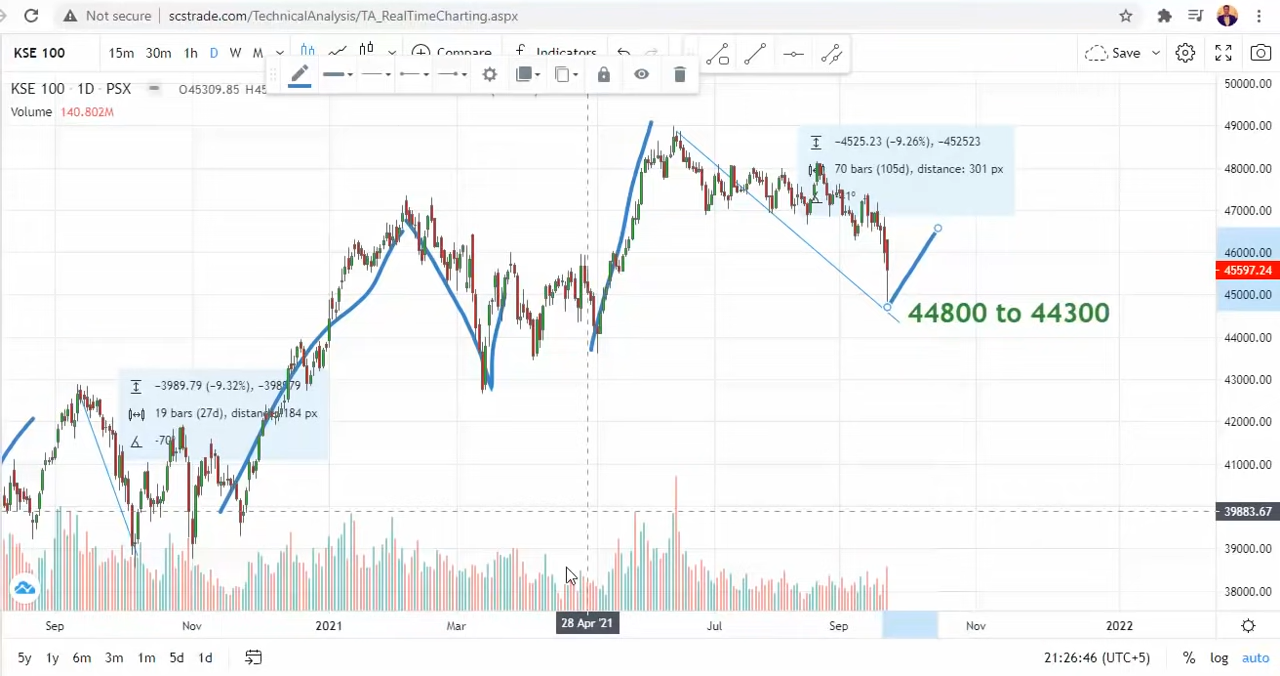 Not secure scstrade.com/TechnicalAnalysis/TA_RealTimeCharting.aspx
KSE 100 15m 30m 1h D W M Compare Indicators Save
KSE 100 · 1D · PSX O45309.85
Volume 140.802M
-4525.23 (-9.26%), -452523
70 bars (105d), distance: 301 px
44800 to 44300
-3989.79 (-9.32%),
19 bars (27d), 184 px
50000.00
49000.00
48000.00
47000.00
46000.00
45597.24
45000.00
44000.00
43000.00
42000.00
41000.00
39883.67
39000.00
38000.00
Sep Nov 2021 Mar 28 Apr '21 Jul Sep Nov 2022
5y 1y 6m 3m 1m 5d 1d 21:26:46 (UTC+5) % log auto